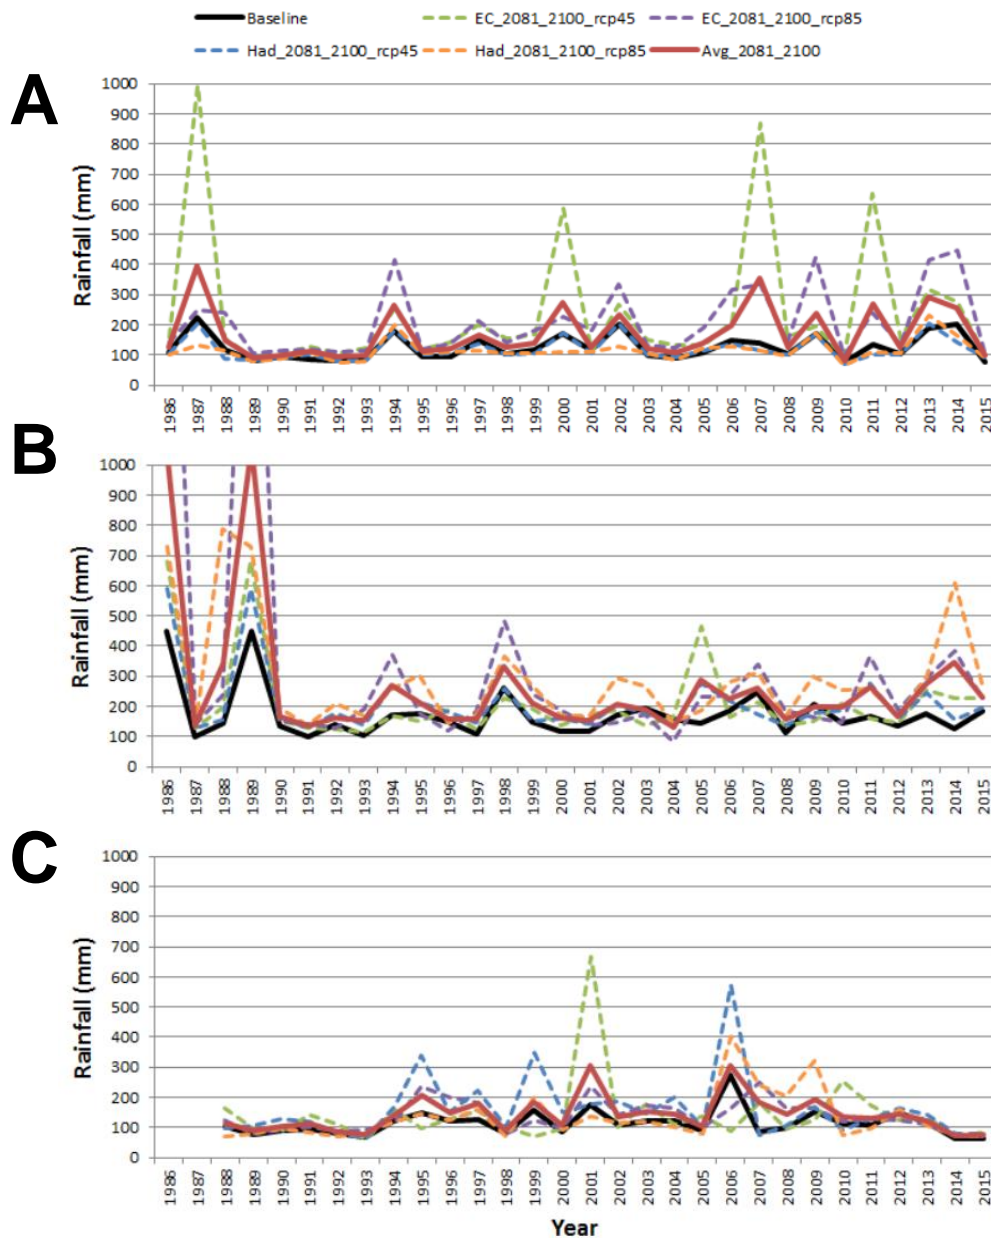 Baseline EC_2081_2100_rcp45 EC_2081_2100_rcp85
Had_2081_2100_rcp45 Had_2081_2100_rcp85 Avg_2081_2100
A
Rainfall (mm)
1000
900
800
700
600
500
400
300
200
100
0
1986 1987 1988 1989 1990 1991 1992 1993 1994 1995 1996 1997 1998 1999 2000 2001 2002 2003 2004 2005 2006 2007 2008 2009 2010 2011 2012 2013 2014 2015
B
Rainfall (mm)
1000
900
800
700
600
500
400
300
200
100
0
1986 1987 1988 1989 1990 1991 1992 1993 1994 1995 1996 1997 1998 1999 2000 2001 2002 2003 2004 2005 2006 2007 2008 2009 2010 2011 2012 2013 2014 2015
C
Rainfall (mm)
1000
900
800
700
600
500
400
300
200
100
0
1986 1987 1988 1989 1990 1991 1992 1993 1994 1995 1996 1997 1998 1999 2000 2001 2002 2003 2004 2005 2006 2007 2008 2009 2010 2011 2012 2013 2014 2015
Year